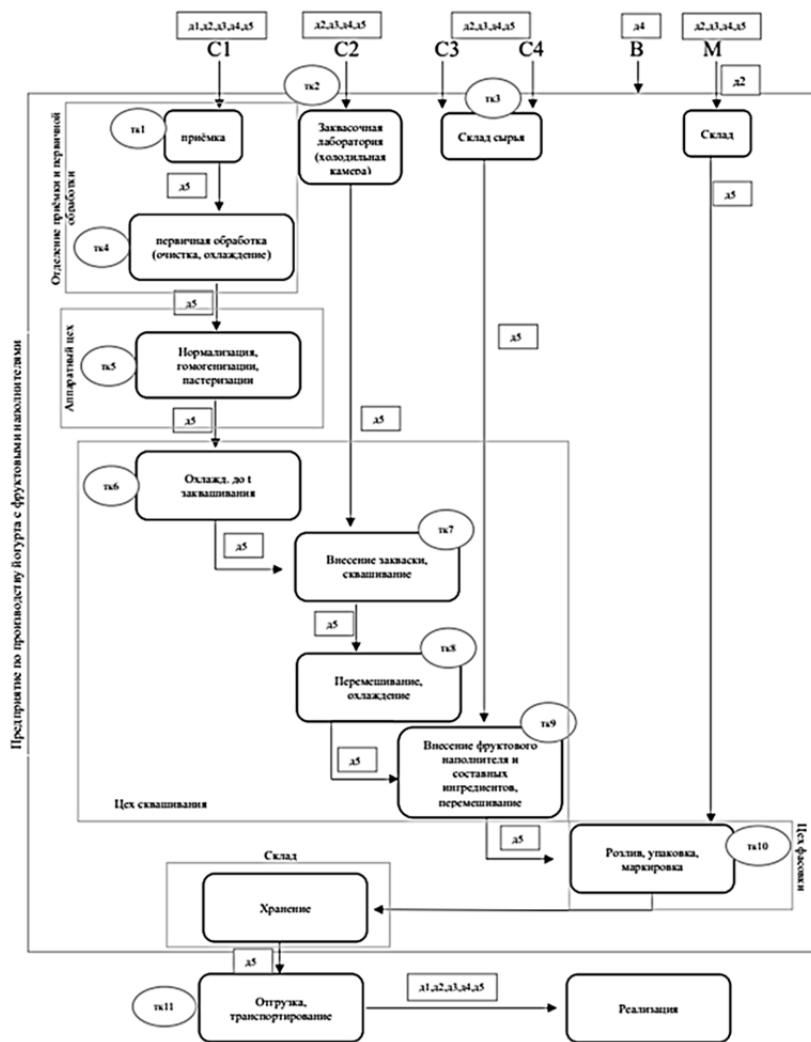 д1,д2,д3,д4,д5
д2,д3,д4,д5
д2,д3,д4,д5
д4
д2,д3,д4,д5
С1
С2
С3
С4
В
М
д2
тк2
тк3
тк1
приёмка
Заквасочная
лаборатория
(холодильная
камера)
Склад сырья
Склад
д5
д5
Отделение приёмки и первичной
обработки
тк4
первичная обработка
(очистка, охлаждение)
д5
Аппаратный цех
тк5
Нормализация,
гомогенизации,
пастеризации
д5
д5
д5
Предприятие по производству йогурта с фруктовыми наполнителями
тк6
Охлажд. до t
заквашивания
тк7
д5
Внесение закваски,
сквашивание
д5
тк8
Перемешивание,
охлаждение
тк9
д5
Внесение фруктового
наполнителя и
составных
ингредиентов,
перемешивание
Цех сквашивания
д5
Розлив, упаковка,
маркировка
тк10
Цех фасовки
Склад
Хранение
д5
тк11
Отгрузка,
транспортирование
д1,д2,д3,д4,д5
Реализация